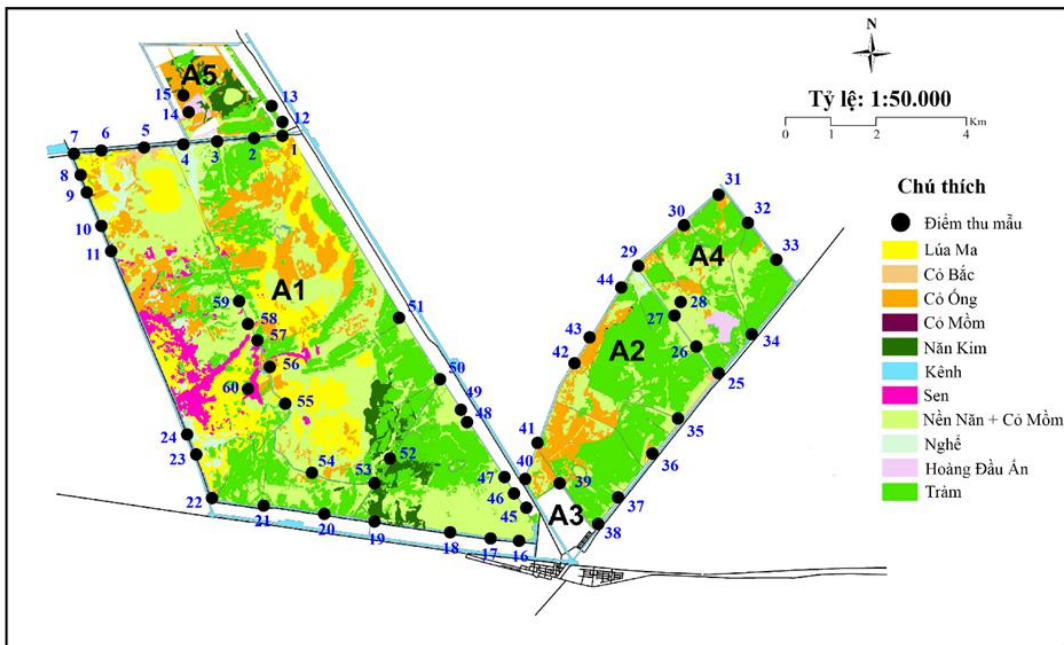 N
Tỷ lệ: 1:50.000
Km
0 1 2 4
Chú thích
Điểm thu mẫu
Lúa Ma
Cỏ Bắc
Cỏ Ống
Cỏ Mồm
Năn Kim
Kênh
Sen
Nền Năn + Cỏ Mồm
Nghể
Hoàng Đầu Ấn
Tràm
A5
15
14
13
12
7
6
5
4
3
2
1
8
9
10
11
A1
59
58
57
56
60
55
51
50
49
48
24
23
22
54
53
52
47
46
45
21
20
19
18
17
16
31
30
32
29
A4
33
44
28
27
43
42
A2
26
34
25
35
41
40
39
36
37
A3
38